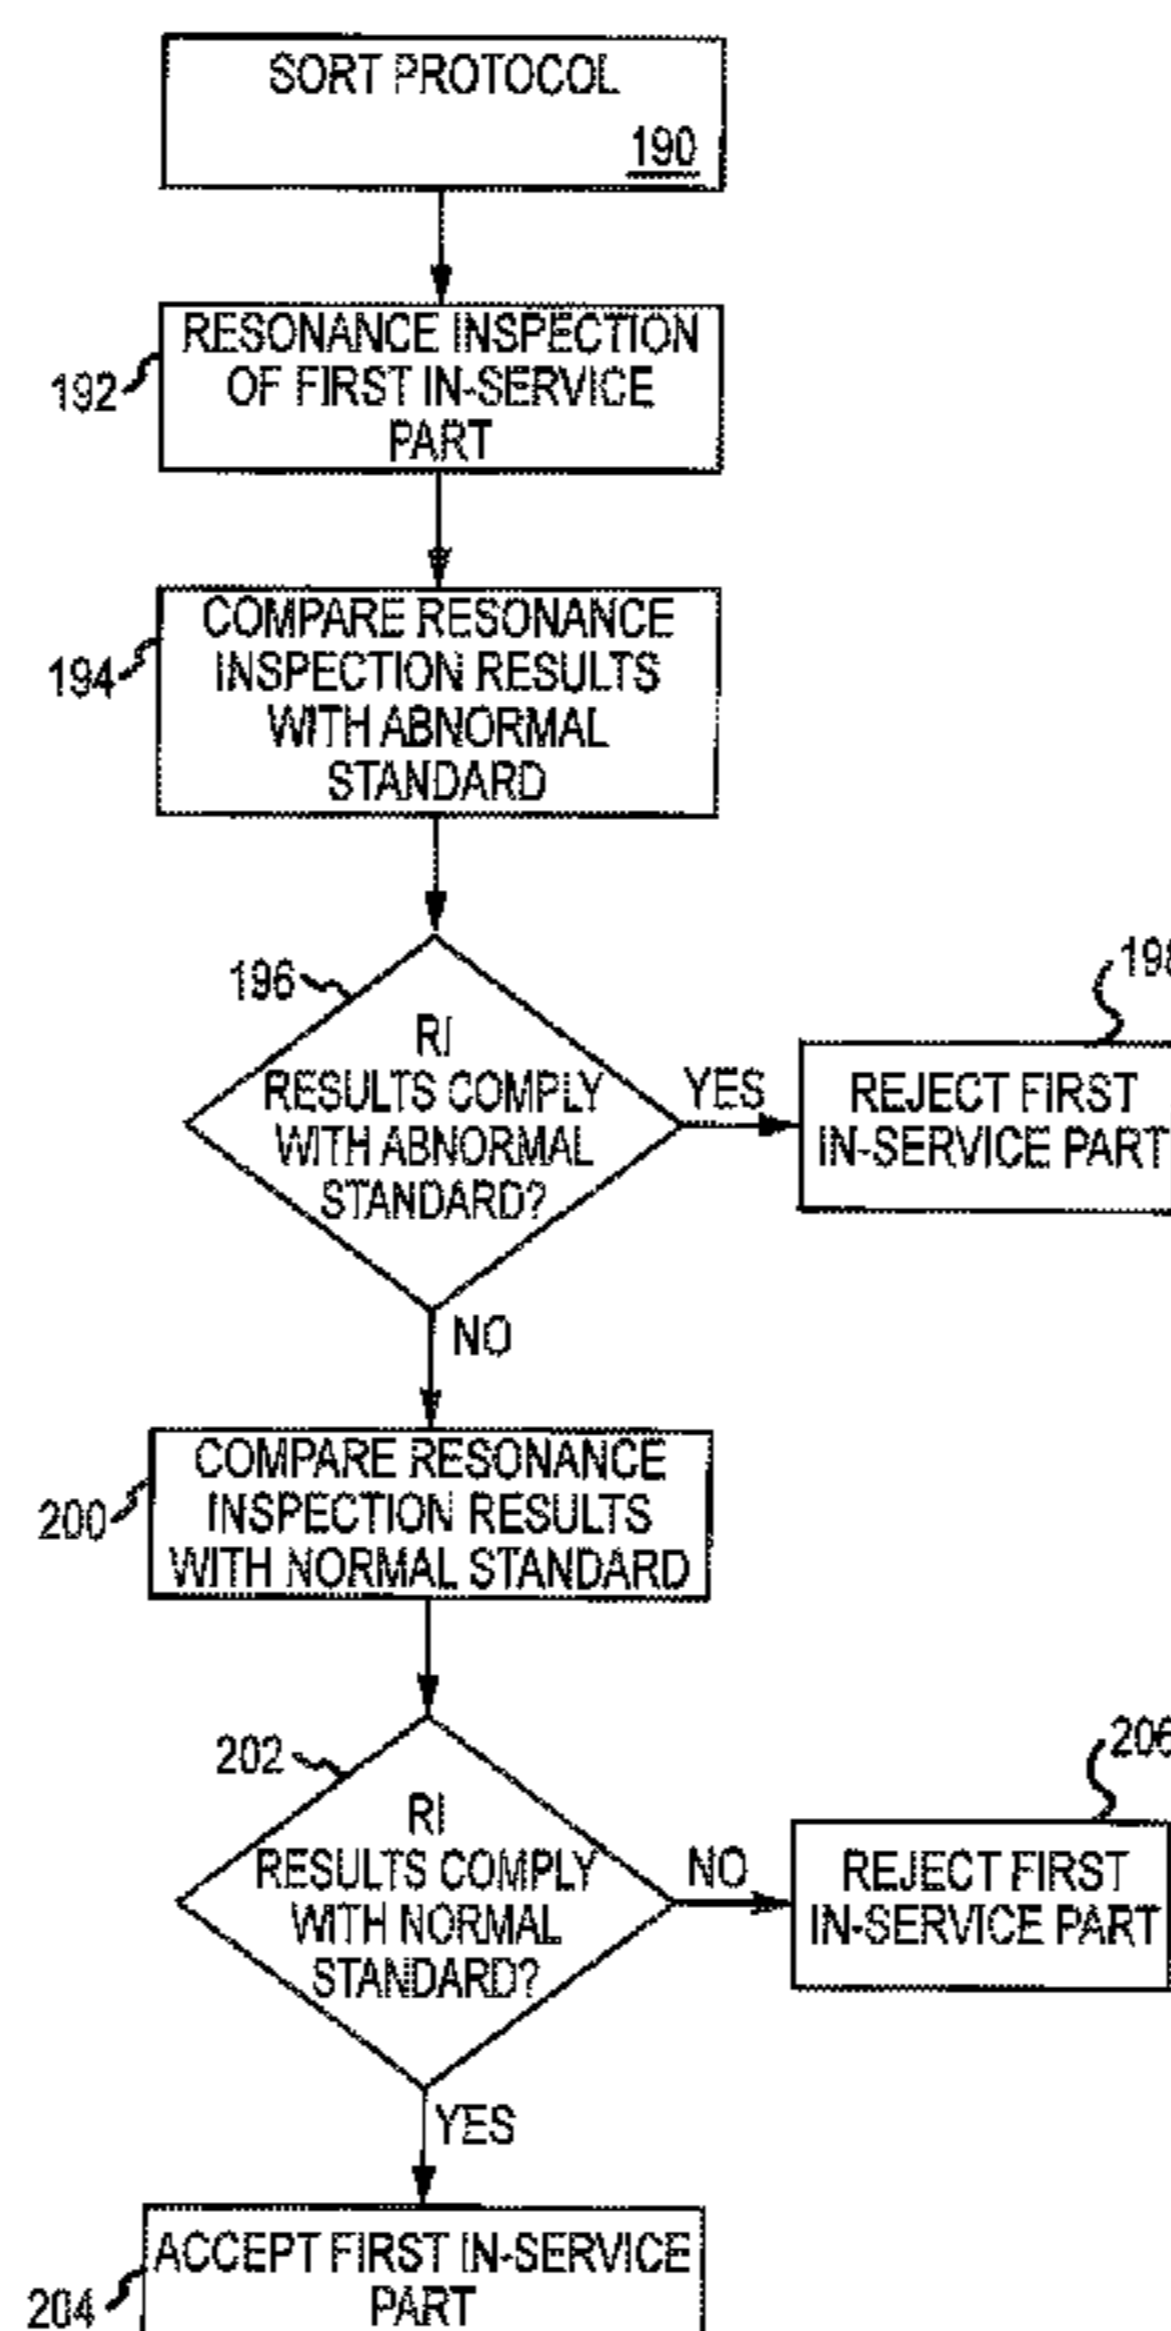 SORT PROTOCOL
190
RESONANCE INSPECTION
OF FIRST IN-SERVICE
PART
192
COMPARE RESONANCE
INSPECTION RESULTS
WITH ABNORMAL
STANDARD
194
196
RI
RESULTS COMPLY
WITH ABNORMAL
STANDARD?
YES
198
REJECT FIRST
IN-SERVICE PART
NO
COMPARE RESONANCE
INSPECTION RESULTS
WITH NORMAL STANDARD
200
202
RI
RESULTS COMPLY
WITH NORMAL
STANDARD?
NO
206
REJECT FIRST
IN-SERVICE PART
YES
ACCEPT FIRST IN-SERVICE
PART
204